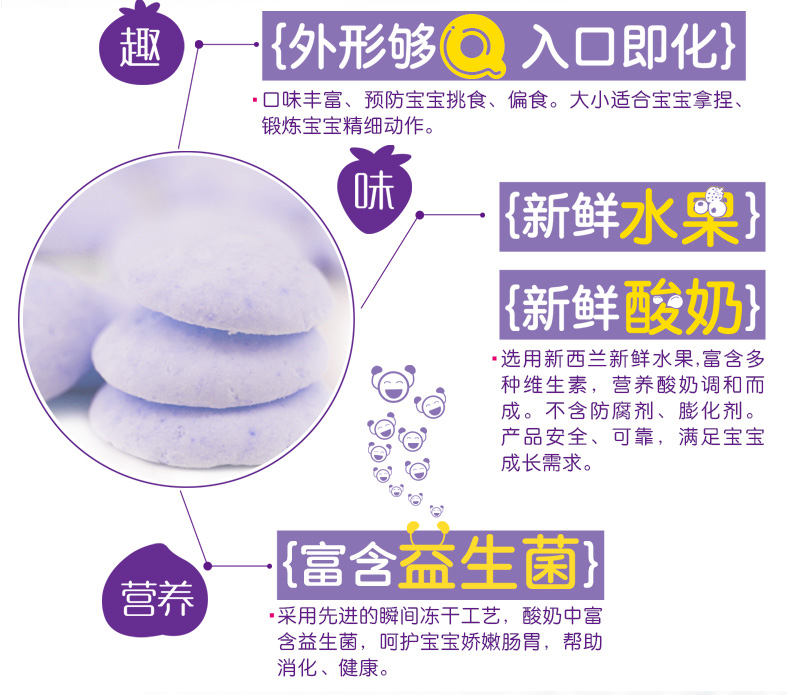 趣
{外形够Q 入口即化}
口味丰富、预防宝宝挑食、偏食。大小适合宝宝拿捏、
锻炼宝宝精细动作。
味
{新鲜水果}
{新鲜酸奶}
选用新西兰新鲜水果,富含多
种维生素，营养酸奶调和而
成。不含防腐剂、膨化剂。
产品安全、可靠，满足宝宝
成长需求。
营养
{富含益生菌}
采用先进的瞬间冻干工艺，酸奶中富
含益生菌，呵护宝宝娇嫩肠胃，帮助
消化、健康。